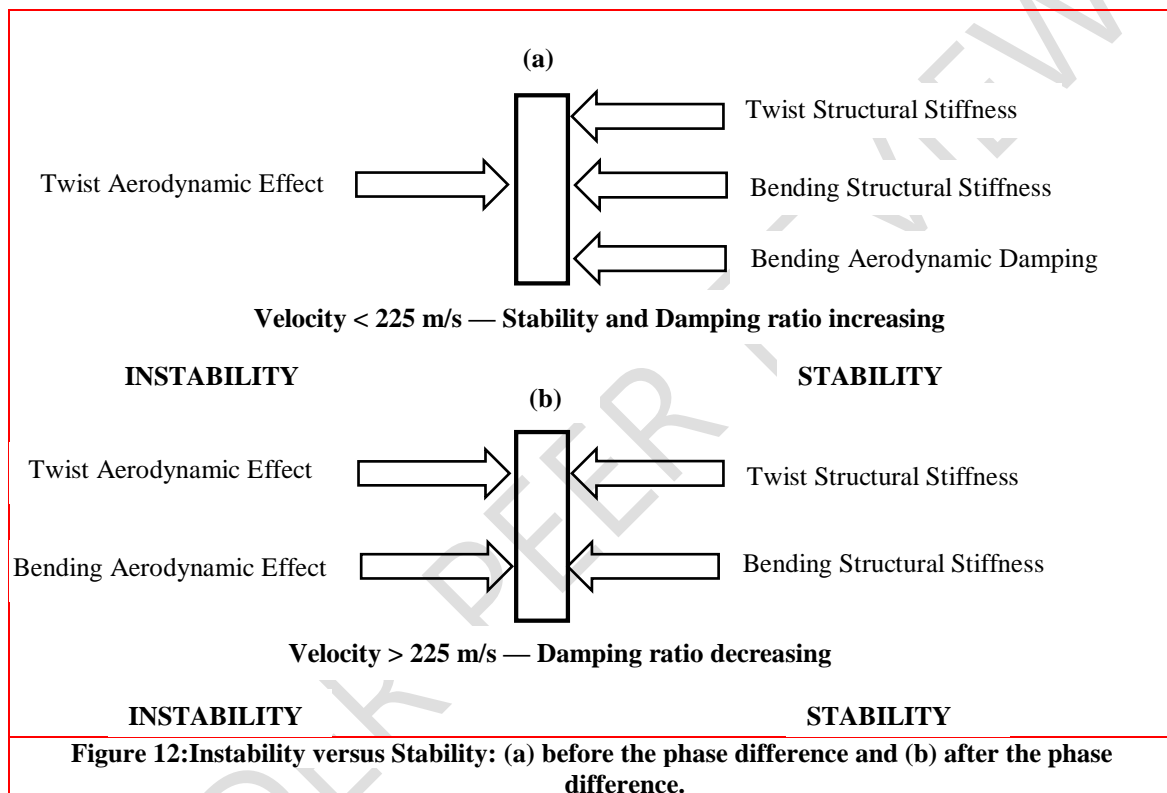 (a)
Twist Structural Stiffness
Twist Aerodynamic Effect
Bending Structural Stiffness
Bending Aerodynamic Damping
Velocity < 225 m/s — Stability and Damping ratio increasing
INSTABILITY STABILITY
(b)
Twist Aerodynamic Effect Twist Structural Stiffness
Bending Aerodynamic Effect Bending Structural Stiffness
Velocity > 225 m/s — Damping ratio decreasing
INSTABILITY STABILITY
Figure 12:Instability versus Stability: (a) before the phase difference and (b) after the phase
difference.